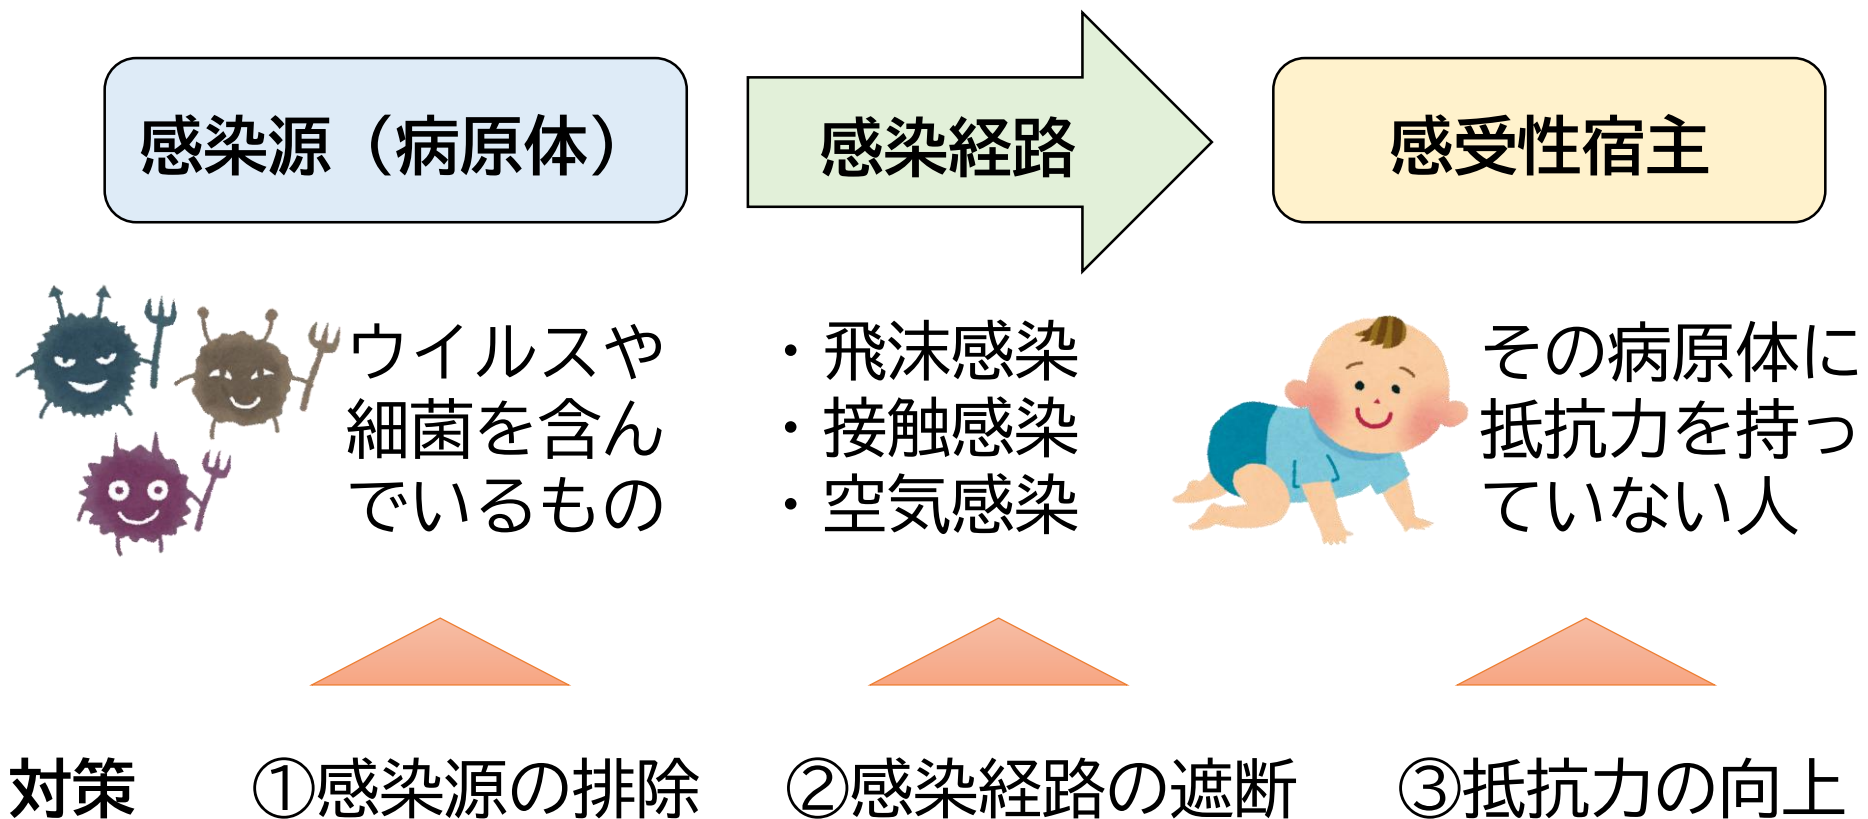 感染源（病原体）
感染経路
感受性宿主
ウイルスや
細菌を含ん
でいるもの
・飛沫感染
・接触感染
・空気感染
その病原体に
抵抗力を持っ
ていない人
対策
①感染源の排除
②感染経路の遮断
③抵抗力の向上